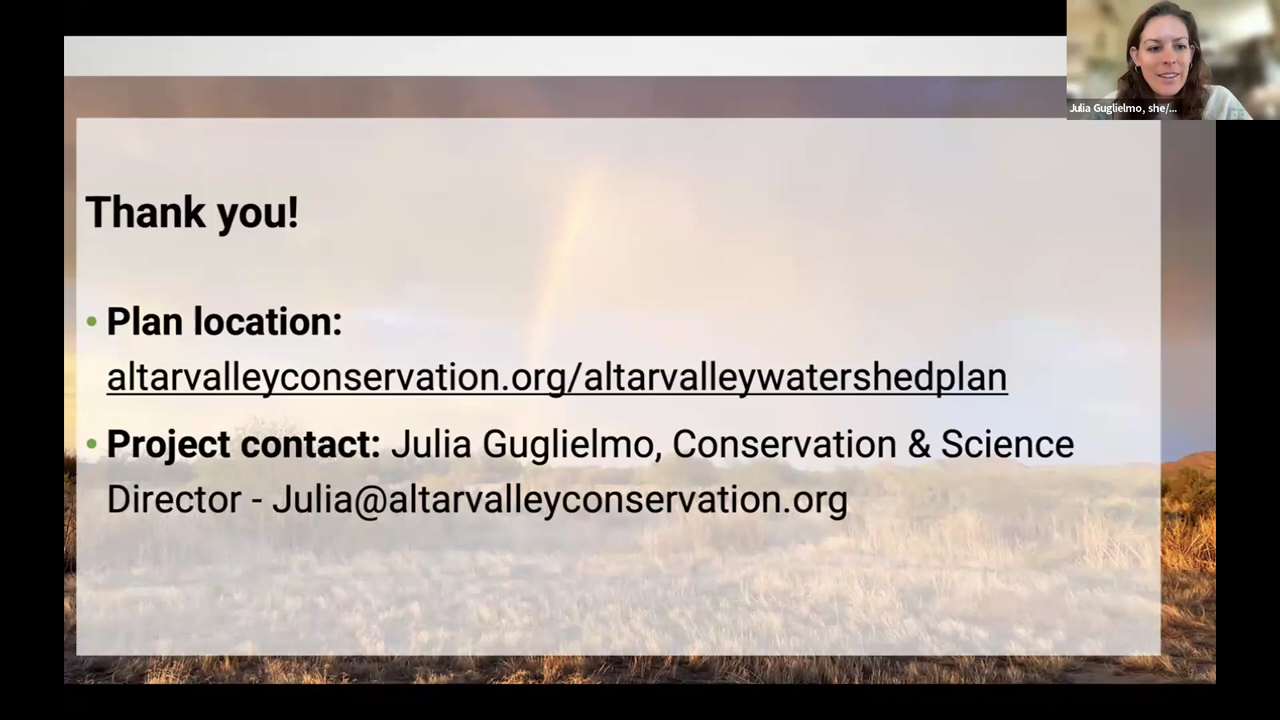 Julia Guglielmo, she/...
Thank you!
• Plan location:
altarvalleyconservation.org/altarvalleywatershedplan
• Project contact: Julia Guglielmo, Conservation & Science
Director - Julia@altarvalleyconservation.org